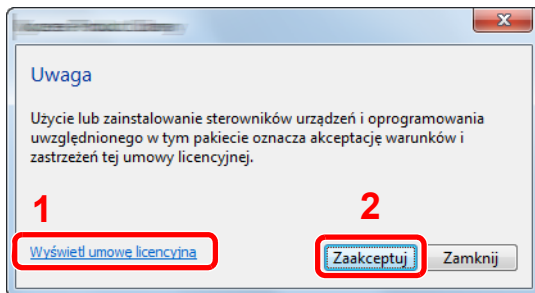 Uwaga
Użycie lub zainstalowanie sterowników urządzeń i oprogramowania
uwzględnionego w tym pakiecie oznacza akceptację warunków i
zastrzeżeń tej umowy licencyjnej.
1
2
Wyświetl umowę licencyjną
Zaakceptuj
Zamknij